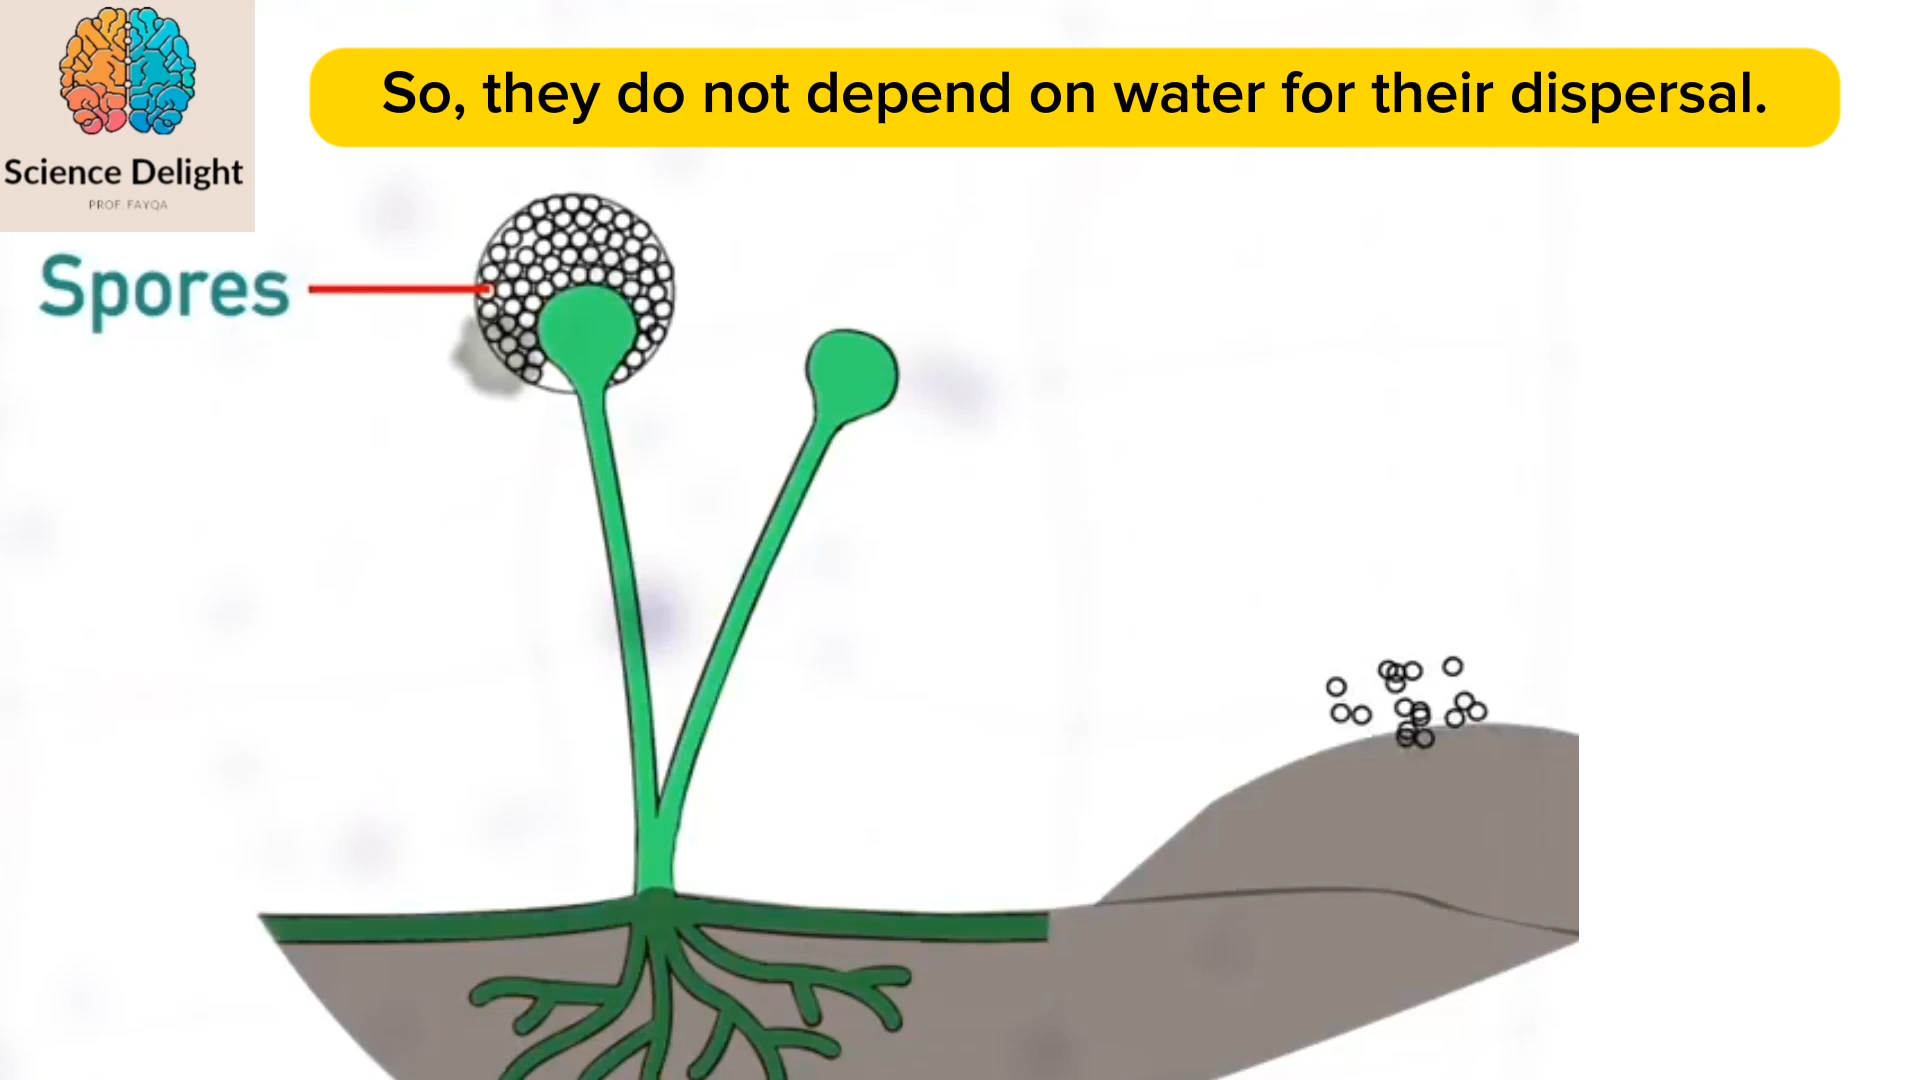 So, they do not depend on water for their dispersal.
Science Delight
PROF. FAYQA
Spores